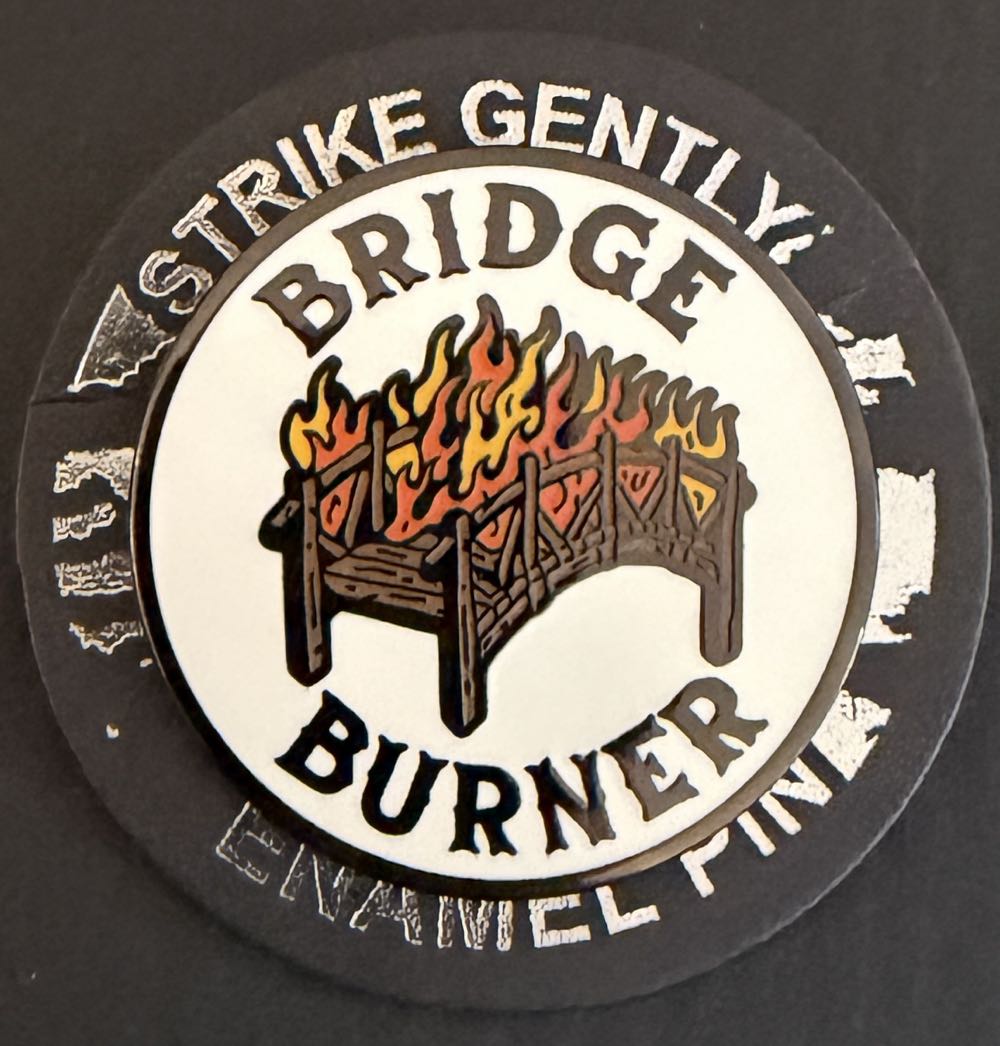 STRIKE GENTLY
BRIDGE
BURNER
ENAMEL PIN